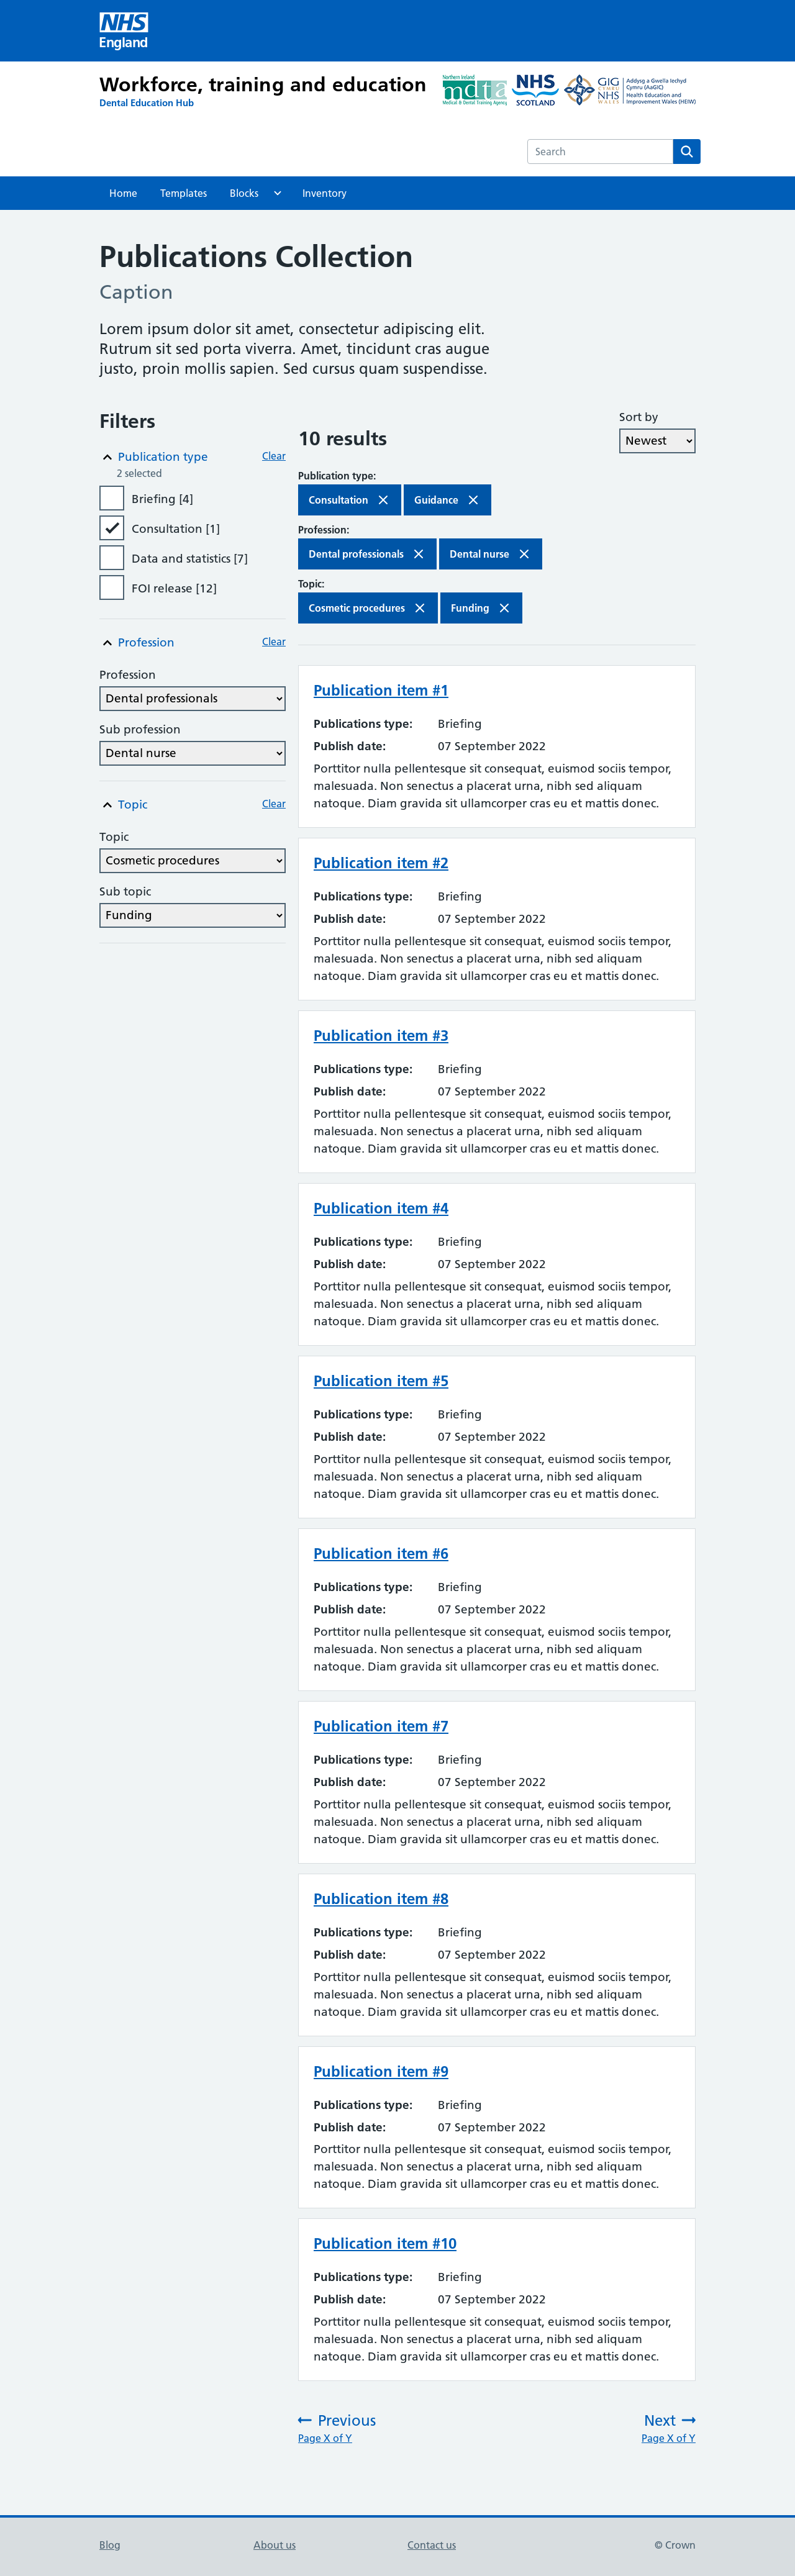 NHS
England
Workforce, training and education
Dental Education Hub
Northern Ireland
mdta
Medical & Dental Training Agency
NHS
SCOTLAND
GIG
CYMRU
NHS
WALES
Addysg a Gwella Iechyd
Cymru (AaGIC)
Health Education and
Improvement Wales (HEIW)
Search
Home
Templates
Blocks
Inventory
Publications Collection
Caption
Lorem ipsum dolor sit amet, consectetur adipiscing elit.
Rutrum sit sed porta viverra. Amet, tincidunt cras augue
justo, proin mollis sapien. Sed cursus quam suspendisse.
Filters
Publication type
Clear
2 selected
Briefing [4]
Consultation [1]
Data and statistics [7]
FOI release [12]
Profession
Clear
Profession
Dental professionals
Sub profession
Dental nurse
Topic
Clear
Topic
Cosmetic procedures
Sub topic
Funding
10 results
Sort by
Newest
Publication type:
Consultation
Guidance
Profession:
Dental professionals
Dental nurse
Topic:
Cosmetic procedures
Funding
Publication item #1
Publications type: Briefing
Publish date: 07 September 2022
Porttitor nulla pellentesque sit consequat, euismod sociis tempor,
malesuada. Non senectus a placerat urna, nibh sed aliquam
natoque. Diam gravida sit ullamcorper cras eu et mattis donec.
Publication item #2
Publications type: Briefing
Publish date: 07 September 2022
Porttitor nulla pellentesque sit consequat, euismod sociis tempor,
malesuada. Non senectus a placerat urna, nibh sed aliquam
natoque. Diam gravida sit ullamcorper cras eu et mattis donec.
Publication item #3
Publications type: Briefing
Publish date: 07 September 2022
Porttitor nulla pellentesque sit consequat, euismod sociis tempor,
malesuada. Non senectus a placerat urna, nibh sed aliquam
natoque. Diam gravida sit ullamcorper cras eu et mattis donec.
Publication item #4
Publications type: Briefing
Publish date: 07 September 2022
Porttitor nulla pellentesque sit consequat, euismod sociis tempor,
malesuada. Non senectus a placerat urna, nibh sed aliquam
natoque. Diam gravida sit ullamcorper cras eu et mattis donec.
Publication item #5
Publications type: Briefing
Publish date: 07 September 2022
Porttitor nulla pellentesque sit consequat, euismod sociis tempor,
malesuada. Non senectus a placerat urna, nibh sed aliquam
natoque. Diam gravida sit ullamcorper cras eu et mattis donec.
Publication item #6
Publications type: Briefing
Publish date: 07 September 2022
Porttitor nulla pellentesque sit consequat, euismod sociis tempor,
malesuada. Non senectus a placerat urna, nibh sed aliquam
natoque. Diam gravida sit ullamcorper cras eu et mattis donec.
Publication item #7
Publications type: Briefing
Publish date: 07 September 2022
Porttitor nulla pellentesque sit consequat, euismod sociis tempor,
malesuada. Non senectus a placerat urna, nibh sed aliquam
natoque. Diam gravida sit ullamcorper cras eu et mattis donec.
Publication item #8
Publications type: Briefing
Publish date: 07 September 2022
Porttitor nulla pellentesque sit consequat, euismod sociis tempor,
malesuada. Non senectus a placerat urna, nibh sed aliquam
natoque. Diam gravida sit ullamcorper cras eu et mattis donec.
Publication item #9
Publications type: Briefing
Publish date: 07 September 2022
Porttitor nulla pellentesque sit consequat, euismod sociis tempor,
malesuada. Non senectus a placerat urna, nibh sed aliquam
natoque. Diam gravida sit ullamcorper cras eu et mattis donec.
Publication item #10
Publications type: Briefing
Publish date: 07 September 2022
Porttitor nulla pellentesque sit consequat, euismod sociis tempor,
malesuada. Non senectus a placerat urna, nibh sed aliquam
natoque. Diam gravida sit ullamcorper cras eu et mattis donec.
Previous
Page X of Y
Next
Page X of Y
Blog
About us
Contact us
© Crown